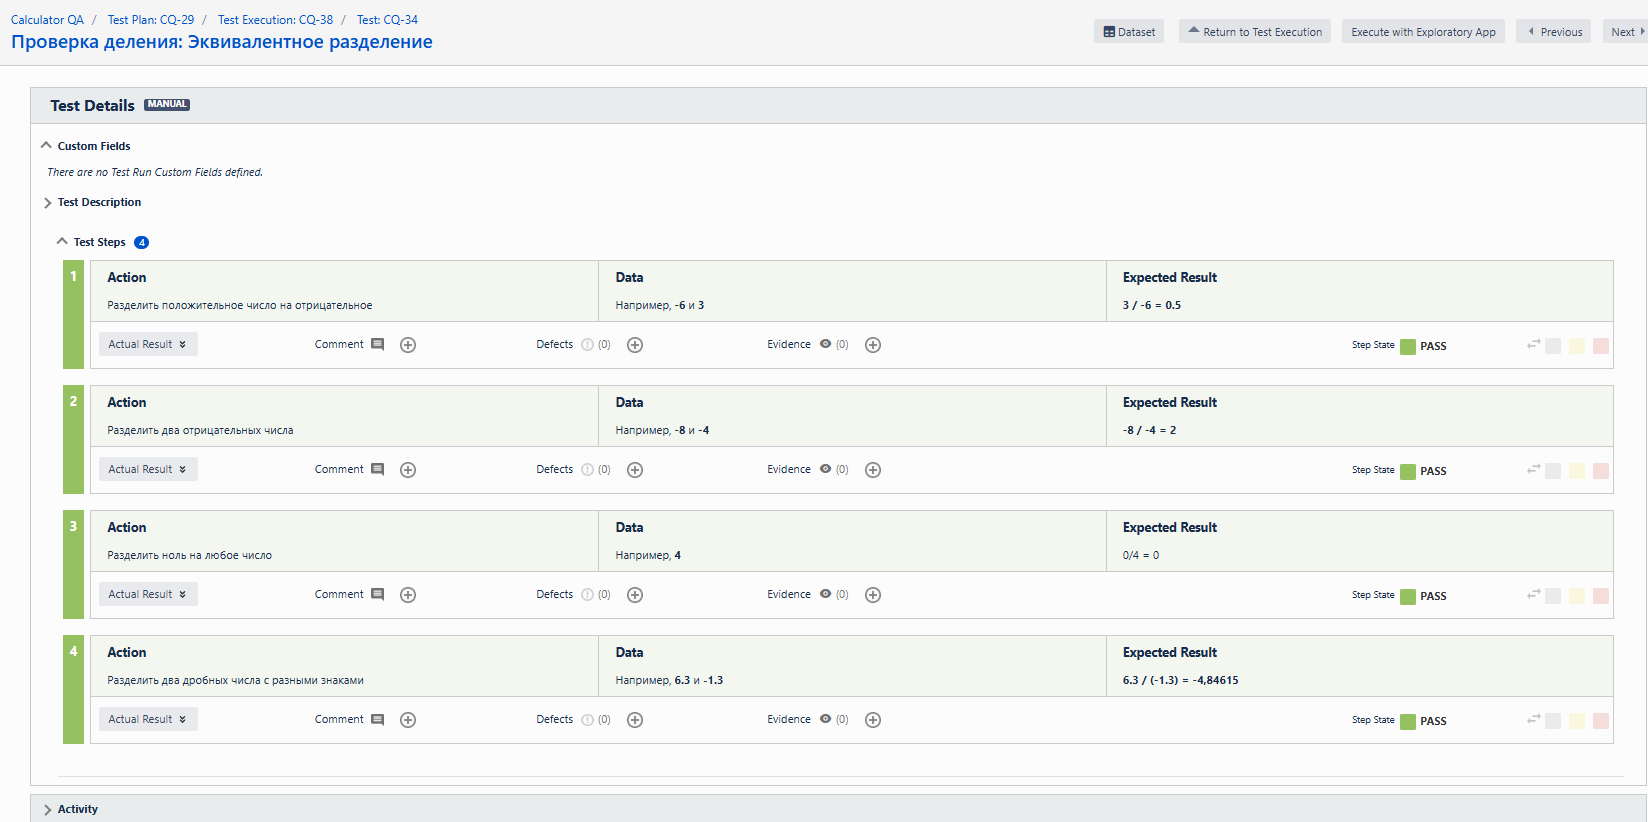 Calculator QA / Test Plan: CQ-29 / Test Execution: CQ-38 / Test: CQ-34
Проверка деления: Эквивалентное разделение
Dataset Return to Test Execution Execute with Exploratory App Previous Next
Test Details MANUAL
Custom Fields
There are no Test Run Custom Fields defined.
Test Description
Test Steps 4
1 Action Data Expected Result
Разделить положительное число на отрицательное Например, -6 и 3 3 / -6 = 0.5
Actual Result Comment Defects (0) Evidence (0) Step State PASS
2 Action Data Expected Result
Разделить два отрицательных числа Например, -8 и -4 -8 / -4 = 2
Actual Result Comment Defects (0) Evidence (0) Step State PASS
3 Action Data Expected Result
Разделить ноль на любое число Например, 4 0/4 = 0
Actual Result Comment Defects (0) Evidence (0) Step State PASS
4 Action Data Expected Result
Разделить два дробных числа с разными знаками Например, 6.3 и -1.3 6.3 / (-1.3) = -4,84615
Actual Result Comment Defects (0) Evidence (0) Step State PASS
Activity